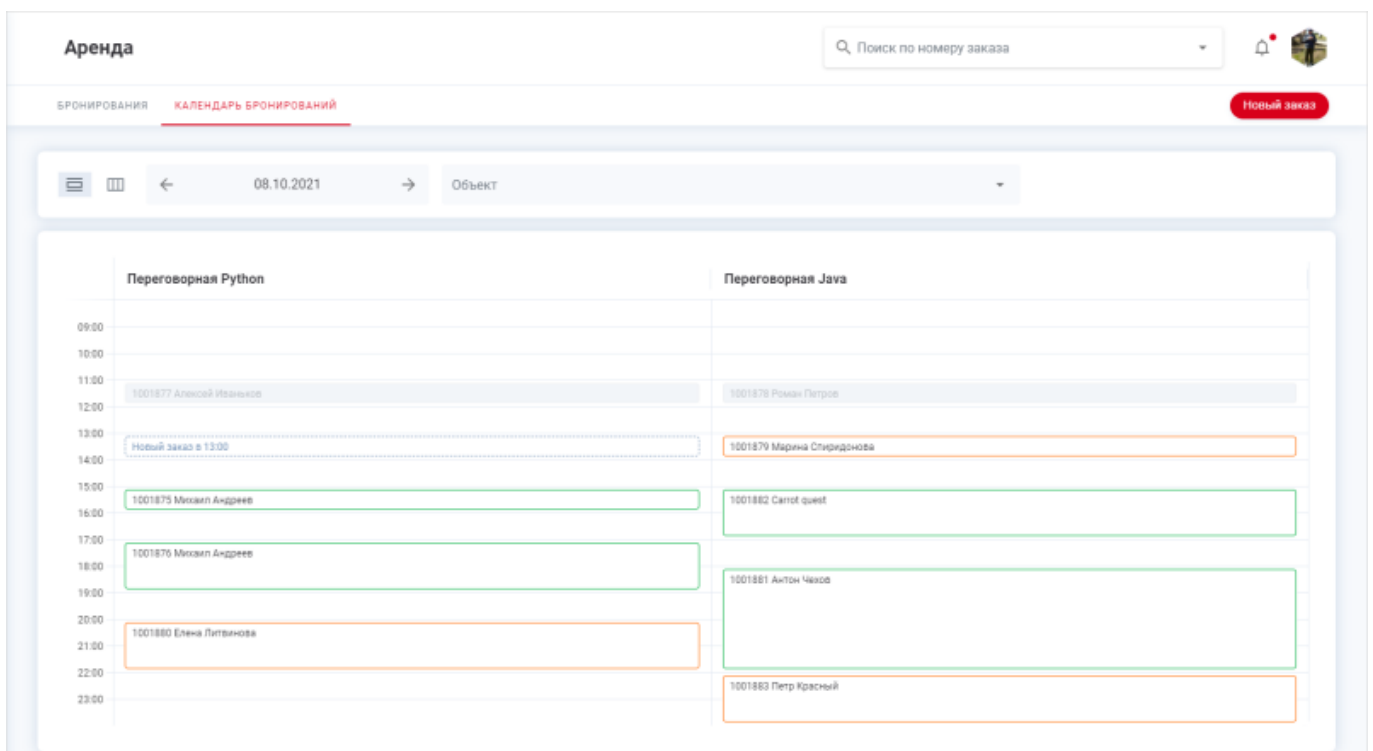 Аренда
Поиск по номеру заказа
БРОНИРОВАНИЯ
КАЛЕНДАРЬ БРОНИРОВАНИЙ
Новый заказ
08.10.2021
Объект
Переговорная Python
Переговорная Java
09:00
10:00
11:00
1001877 Алексей Иваньков
1001878 Роман Петров
12:00
13:00
Новый заказ в 13:00
1001879 Марина Спиридонова
14:00
15:00
1001875 Михаил Андреев
1001882 Carrot quest
16:00
17:00
1001876 Михаил Андреев
18:00
1001881 Антон Чехов
19:00
20:00
1001880 Елена Литвинова
21:00
22:00
1001883 Петр Красный
23:00